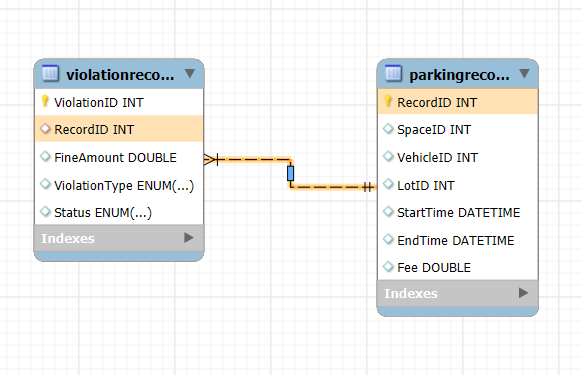 violationreco...
ViolationID INT
RecordID INT
FineAmount DOUBLE
ViolationType ENUM(...)
Status ENUM(...)
Indexes
parkingreco...
RecordID INT
SpaceID INT
VehicleID INT
LotID INT
StartTime DATETIME
EndTime DATETIME
Fee DOUBLE
Indexes